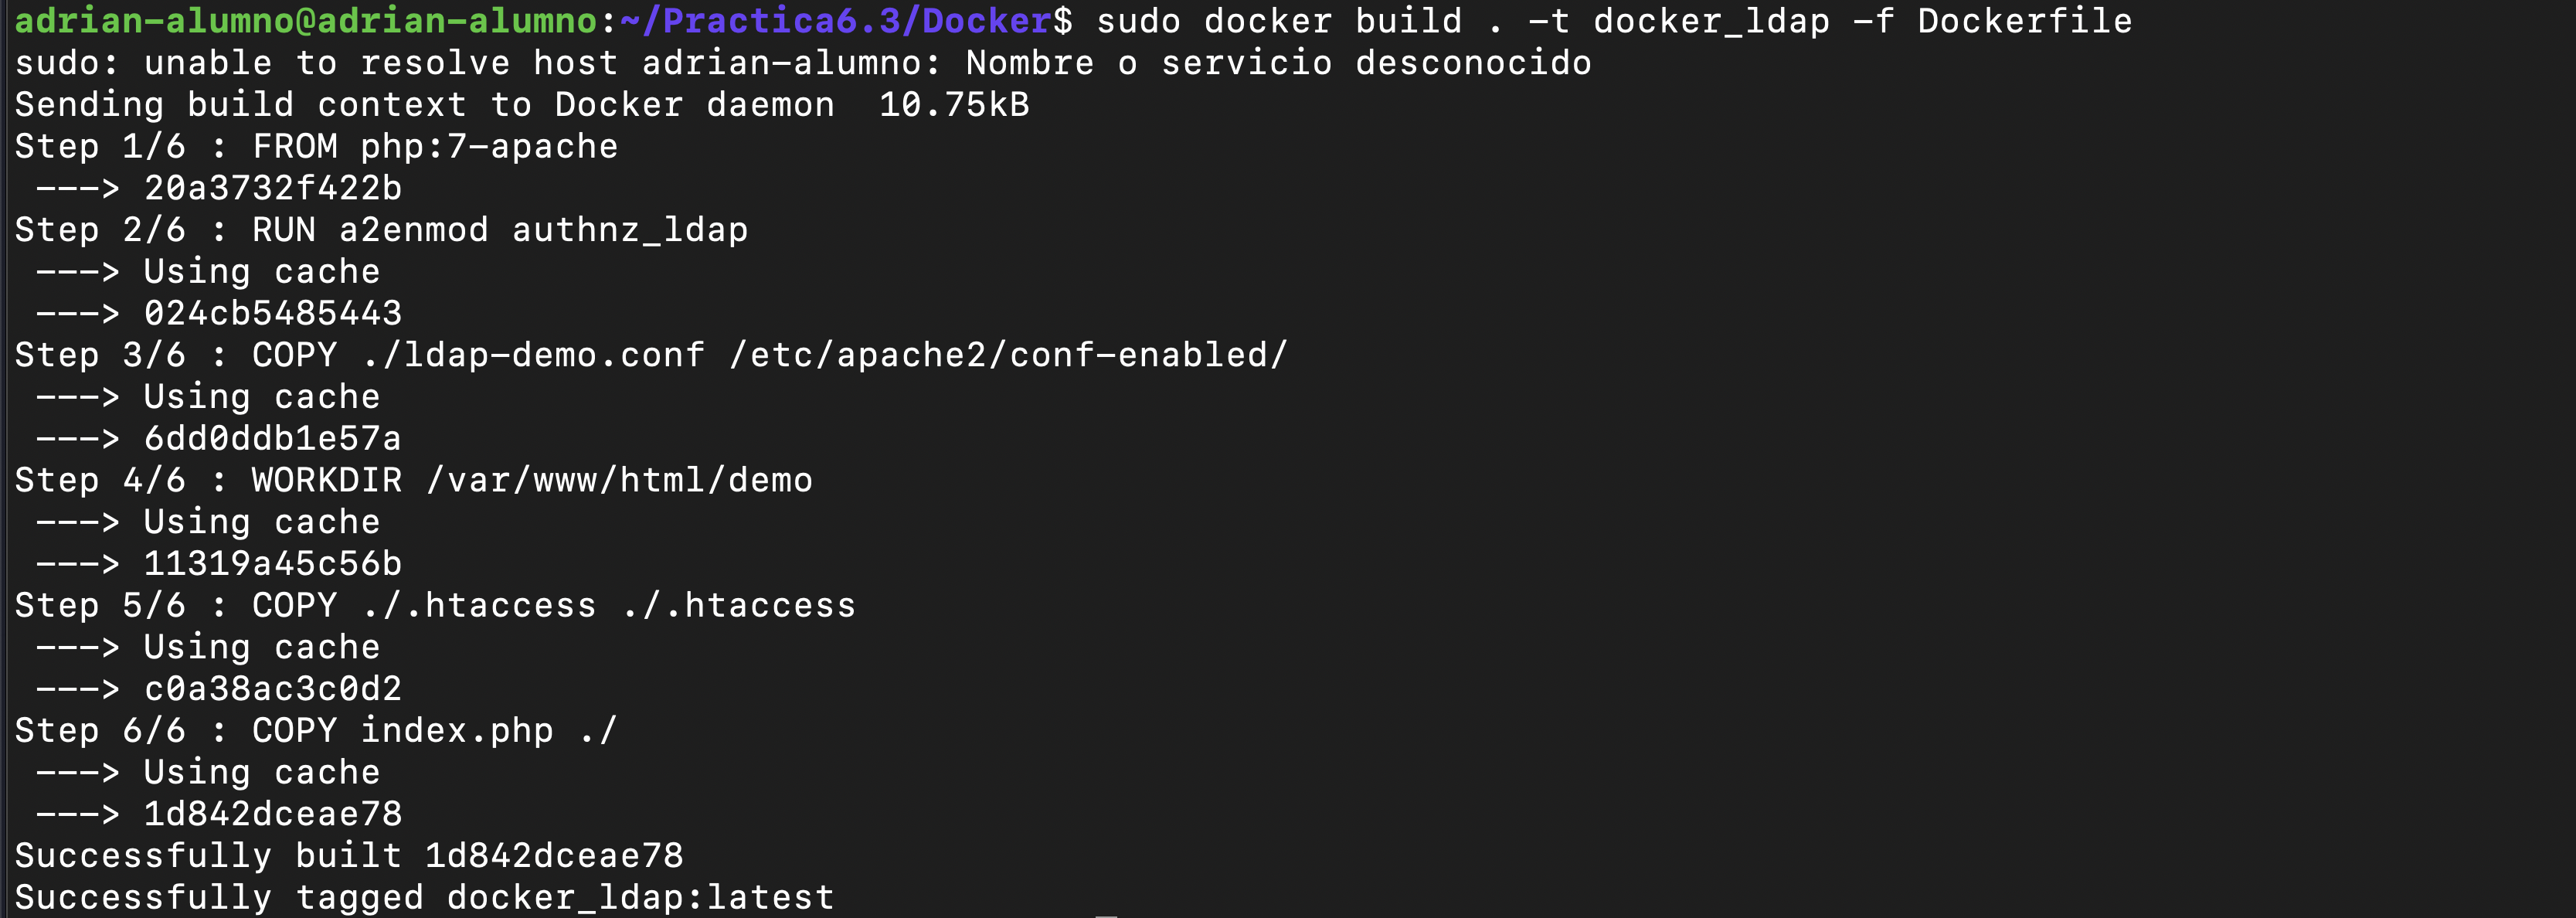 adrian-alumno@adrian-alumno:~/Practica6.3/Docker$ sudo docker build . -t docker_ldap -f Dockerfile
sudo: unable to resolve host adrian-alumno: Nombre o servicio desconocido
Sending build context to Docker daemon  10.75kB
Step 1/6 : FROM php:7-apache
 ---> 20a3732f422b
Step 2/6 : RUN a2enmod authnz_ldap
 ---> Using cache
 ---> 024cb5485443
Step 3/6 : COPY ./ldap-demo.conf /etc/apache2/conf-enabled/
 ---> Using cache
 ---> 6dd0ddb1e57a
Step 4/6 : WORKDIR /var/www/html/demo
 ---> Using cache
 ---> 11319a45c56b
Step 5/6 : COPY ./.htaccess ./.htaccess
 ---> Using cache
 ---> c0a38ac3c0d2
Step 6/6 : COPY index.php ./
 ---> Using cache
 ---> 1d842dceae78
Successfully built 1d842dceae78
Successfully tagged docker_ldap:latest